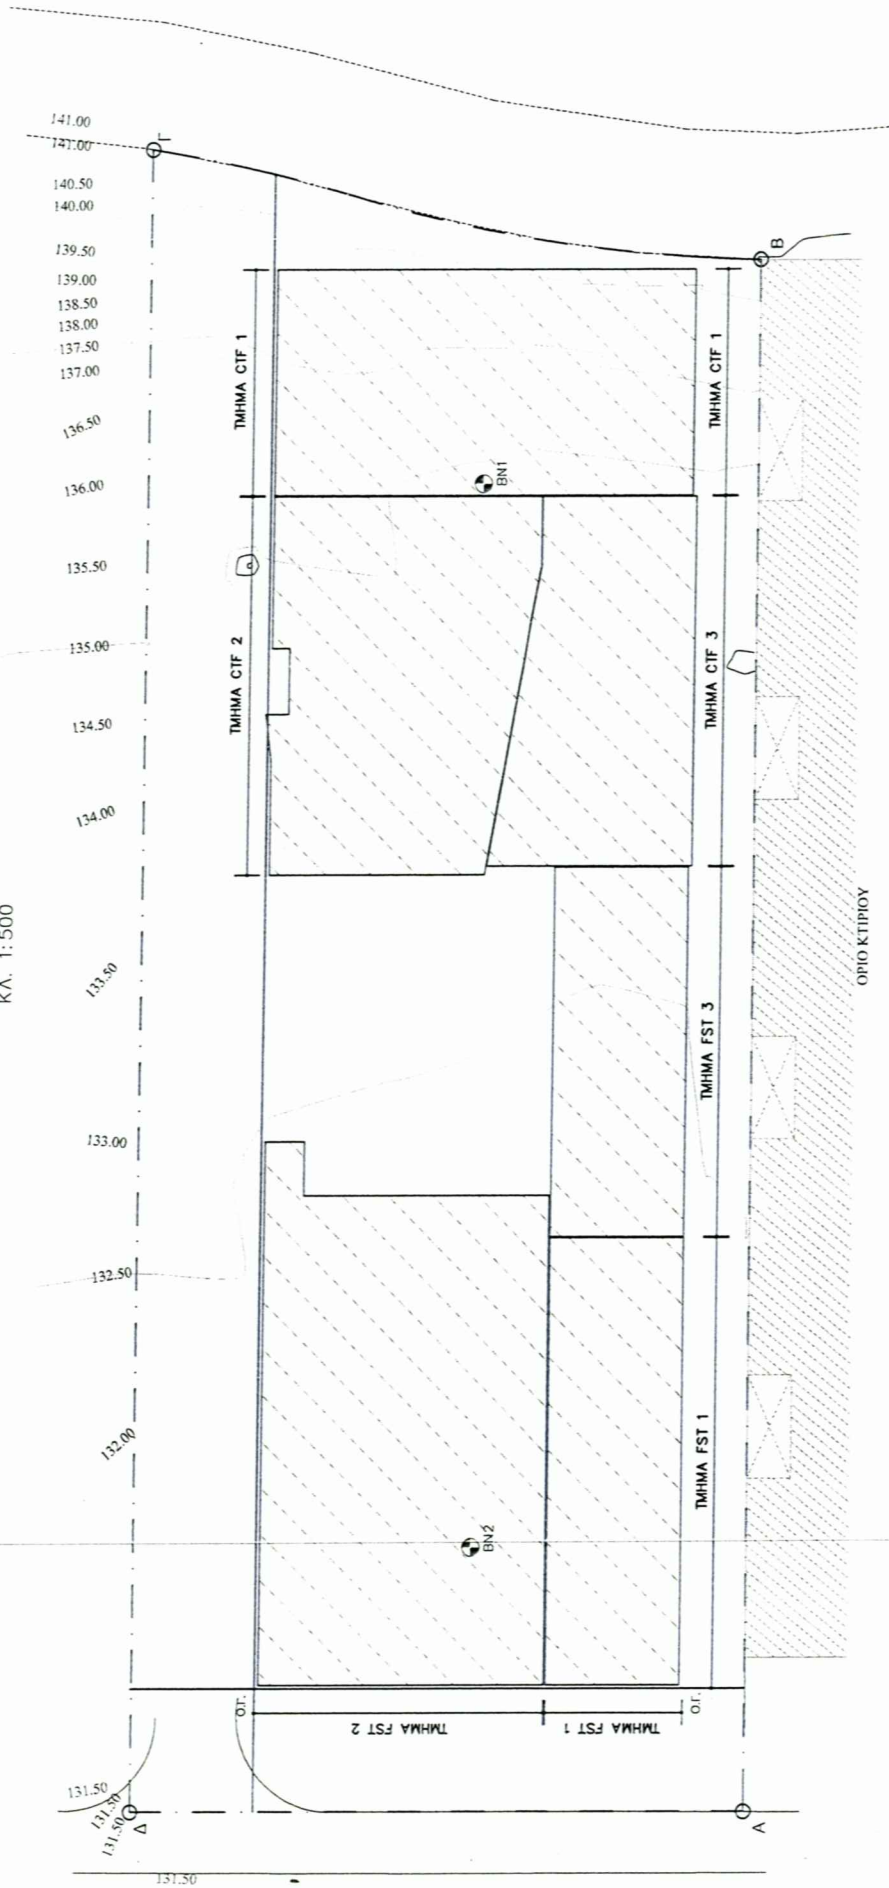 141.00
141.00
Γ
140.50
140.00
139.50
B
139.00
138.50
138.00
137.50
137.00
ΤΜΗΜΑ CTF 1
ΤΜΗΜΑ CTF 1
136.50
BN1
136.00
135.50
135.00
ΤΜΗΜΑ CTF 2
ΤΜΗΜΑ CTF 3
134.50
134.00
ΚΛ. 1:500
133.50
ΟΡΙΟ ΚΤΙΡΙΟΥ
ΤΜΗΜΑ FST 3
133.00
132.50
132.00
ΤΜΗΜΑ FST 1
BN2
Ο.Γ.
Ο.Γ.
ΤΜΗΜΑ FST 2
ΤΜΗΜΑ FST 1
131.50
131.50
131.50
Δ
A
131.50